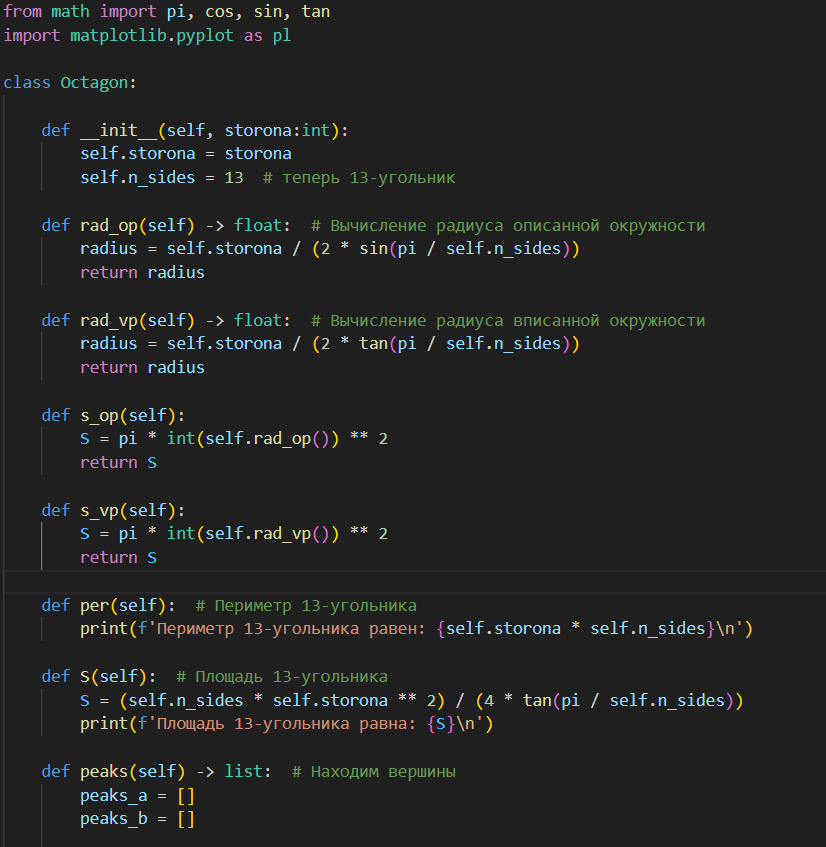 from math import pi, cos, sin, tan
import matplotlib.pyplot as pl
class Octagon:
    def __init__(self, storona:int):
        self.storona = storona
        self.n_sides = 13  # теперь 13-угольник
    def rad_op(self) -> float:  # Вычисление радиуса описанной окружности
        radius = self.storona / (2 * sin(pi / self.n_sides))
        return radius
    def rad_vp(self) -> float:  # Вычисление радиуса вписанной окружности
        radius = self.storona / (2 * tan(pi / self.n_sides))
        return radius
    def s_op(self):
        S = pi * int(self.rad_op()) ** 2
        return S
    def s_vp(self):
        S = pi * int(self.rad_vp()) ** 2
        return S
    def per(self):  # Периметр 13-угольника
        print(f'Периметр 13-угольника равен: {self.storona * self.n_sides}\n')
    def S(self):  # Площадь 13-угольника
        S = (self.n_sides * self.storona ** 2) / (4 * tan(pi / self.n_sides))
        print(f'Площадь 13-угольника равна: {S}\n')
    def peaks(self) -> list:  # Находим вершины
        peaks_a = []
        peaks_b = []